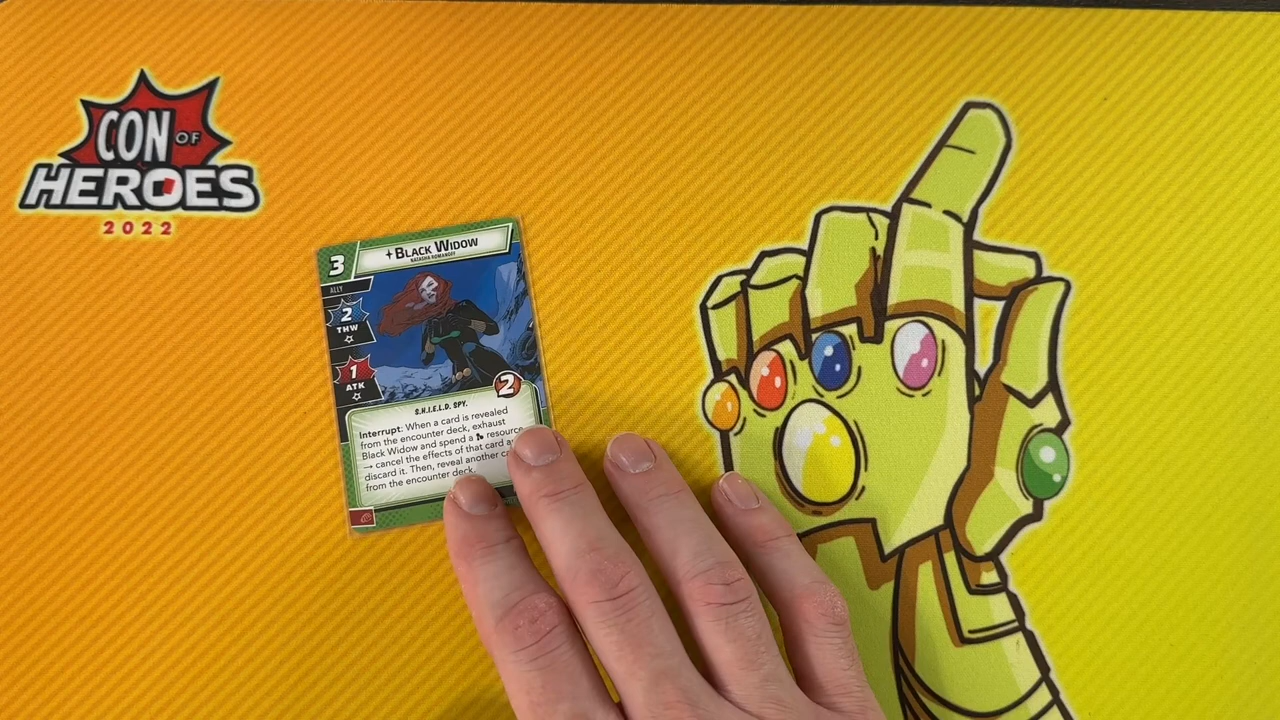 CON OF
HEROES
2022
3
BLACK WIDOW
NATASHA ROMANOFF
ALLY
2
THW
1
ATK
2
S.H.I.E.L.D. SPY.
Interrupt: When a card is revealed
from the encounter deck, exhaust
Black Widow and spend a resource
→ cancel the effects of that card
discard it. Then, reveal another
from the encounter deck.